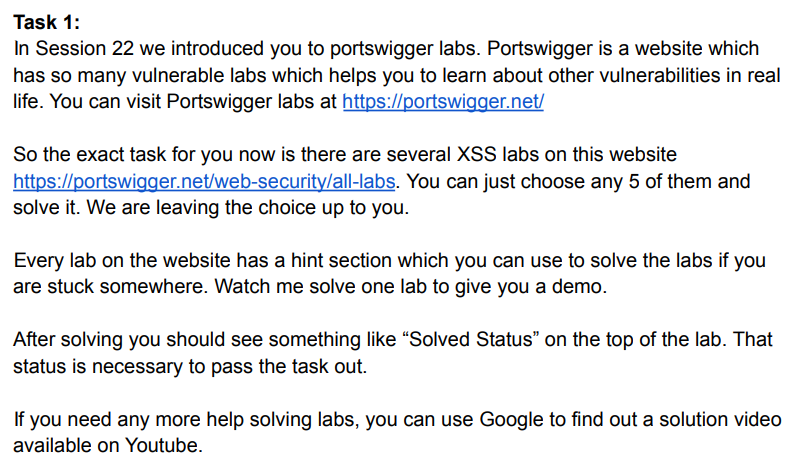 Task 1:
In Session 22 we introduced you to portswigger labs. Portswigger is a website which
has so many vulnerable labs which helps you to learn about other vulnerabilities in real
life. You can visit Portswigger labs at https://portswigger.net/
So the exact task for you now is there are several XSS labs on this website
https://portswigger.net/web-security/all-labs. You can just choose any 5 of them and
solve it. We are leaving the choice up to you.
Every lab on the website has a hint section which you can use to solve the labs if you
are stuck somewhere. Watch me solve one lab to give you a demo.
After solving you should see something like “Solved Status” on the top of the lab. That
status is necessary to pass the task out.
If you need any more help solving labs, you can use Google to find out a solution video
available on Youtube.